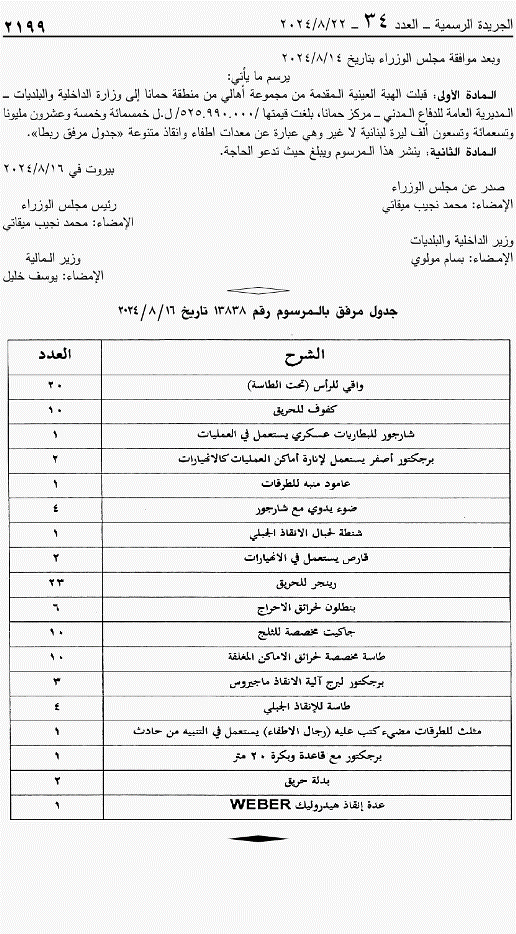 الجريدة الرسمية – العدد ٣٤ – ٢٠٢٤/٨/٢٢
٢١٩٩
وبعد موافقة مجلس الوزراء بتاريخ ٢٠٢٤/٨/١٤
يرسم ما يأتي:
المادة الأولى: قبلت الهبة العينية المقدمة من مجموعة أهالي من منطقة حمانا إلى وزارة الداخلية والبلديات –
المديرية العامة للدفاع المدني – مركز حمانا، بلغت قيمتها /٥٢٥.٩٩٠.٠٠٠/ ل.ل خمسمائة وخمسة وعشرون مليونا
وتسعمائة وتسعون ألف ليرة لبنانية لا غير وهي عبارة عن معدات اطفاء وانقاذ متنوعة «جدول مرفق ربطا».
المادة الثانية: ينشر هذا المرسوم ويبلغ حيث تدعو الحاجة.
بيروت في ٢٠٢٤/٨/١٦
صدر عن مجلس الوزراء
رئيس مجلس الوزراء
الإمضاء: محمد نجيب ميقاتي
الإمضاء: محمد نجيب ميقاتي
وزير الداخلية والبلديات
وزير المالية
الإمضاء: بسام مولوي
الإمضاء: يوسف خليل
جدول مرفق بالمرسوم رقم ١٣٨٣٨ تاريخ ٢٠٢٤/٨/١٦
الشرح العدد
واقي للرأس (تحت الطاسة) ٢٠
كفوف للحريق ١٠
شارجور للبطاريات عسكري يستعمل في العمليات ١
برجكتور أصفر يستعمل لإنارة أماكن العمليات كالانهيارات ٢
عامود منبه للطرقات ١
ضوء يدوي مع شارجور ٤
شنطة لحبال الانقاذ الجبلي ١
قارص يستعمل في الانهيارات ٢
رينجر للحريق ٢٣
بنطلون لحرائق الاحراج ٦
جاكيت مخصصة للثلج ١٠
طاسة مخصصة لحرائق الاماكن المغلقة ١٠
برجكتور لبرج آلية الانقاذ ماجيروس ٣
طاسة للإنقاذ الجبلي ٤
مثلث للطرقات مضيء كتب عليه (رجال الاطفاء) يستعمل في التنبيه من حادث ١
برجكتور مع قاعدة وبكرة ٢٠ متر ١
بدلة حريق ٢
عدة إنقاذ هيدروليك WEBER ١